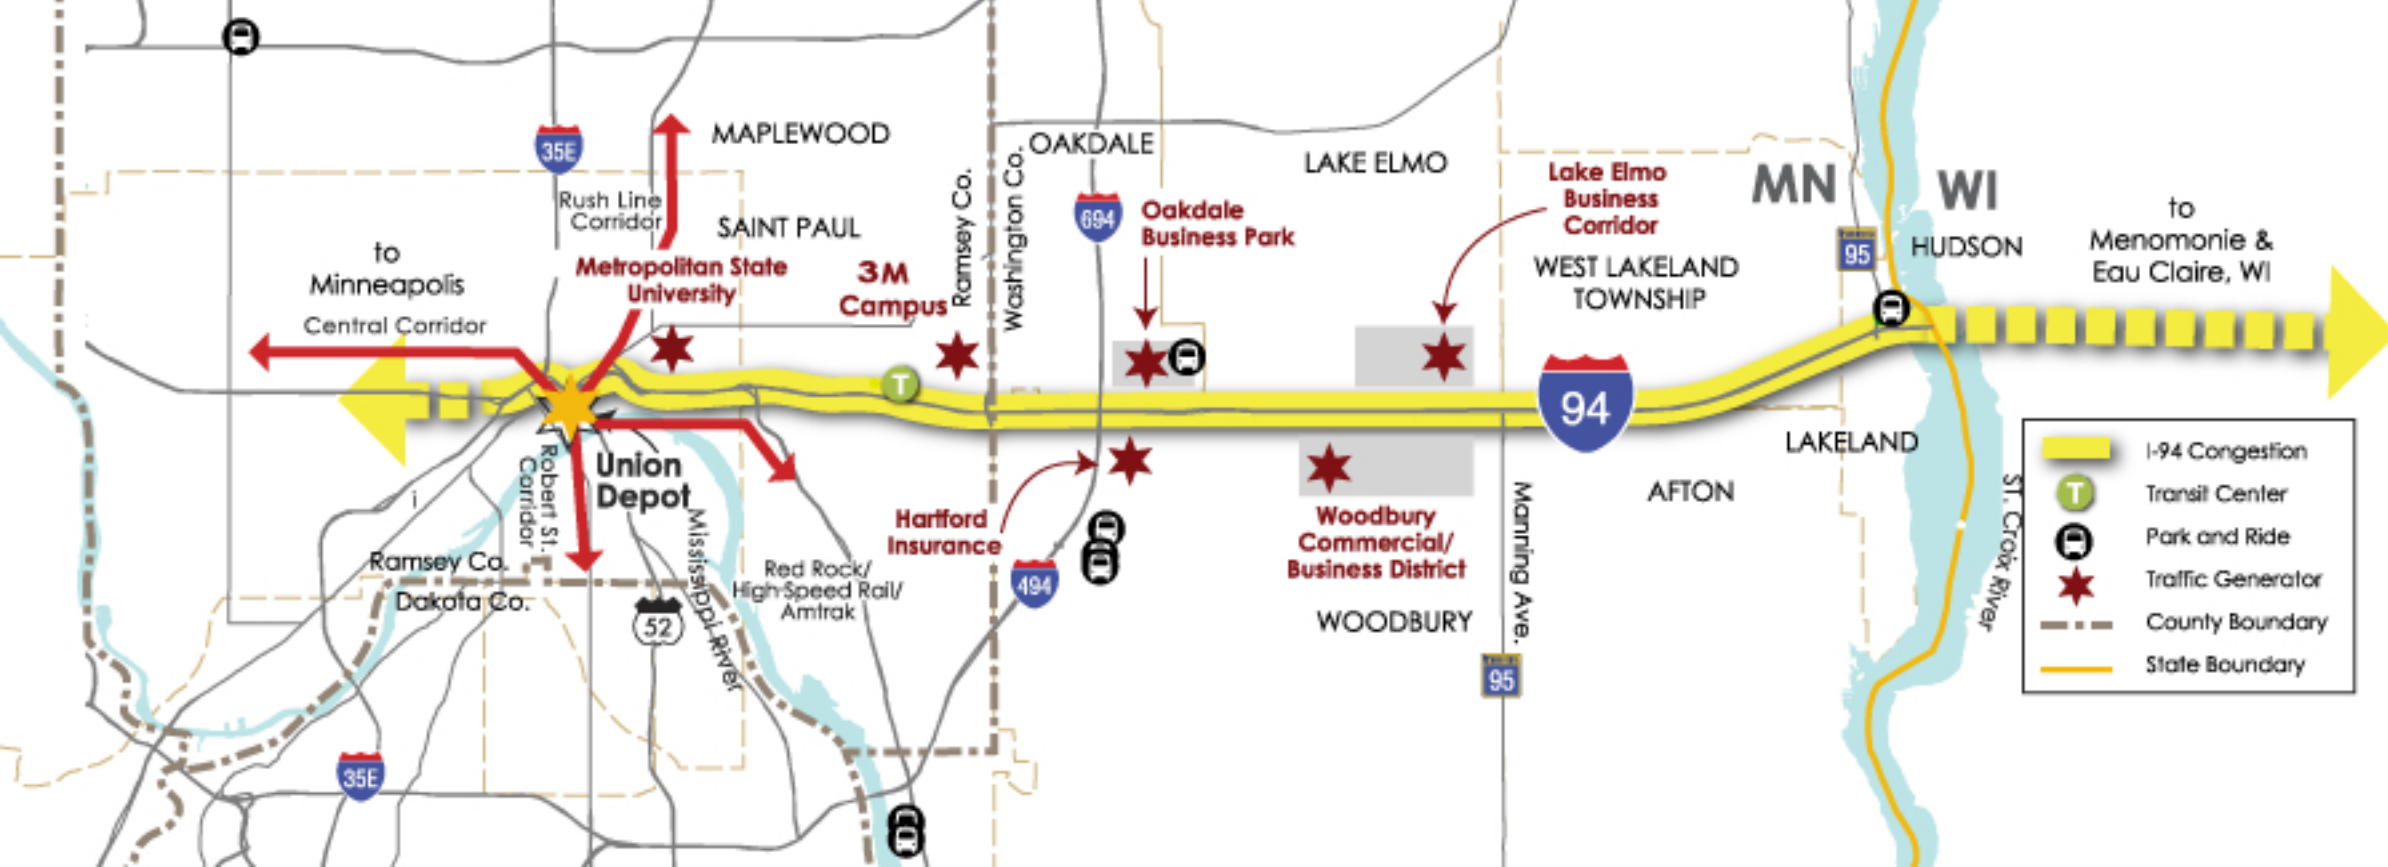 MAPLEWOOD
35E
Rush Line
Corridor
SAINT PAUL
to
Minneapolis
Central Corridor
Metropolitan State
University
3M
Campus
Ramsey Co.
Washington Co.
OAKDALE
694
Oakdale
Business Park
LAKE ELMO
Lake Elmo
Business
Corridor
WEST LAKELAND
TOWNSHIP
MN
WI
95
HUDSON
to
Menomonie &
Eau Claire, WI
T
94
Union
Depot
Robert St.
Corridor
i
Ramsey Co.
Dakota Co.
Mississippi River
52
35E
Red Rock/
High-Speed Rail/
Amtrak
Hartford
Insurance
494
Woodbury
Commercial/
Business District
WOODBURY
Manning Ave.
95
AFTON
LAKELAND
ST. Croix River
I-94 Congestion
T
Transit Center
Park and Ride
Traffic Generator
County Boundary
State Boundary